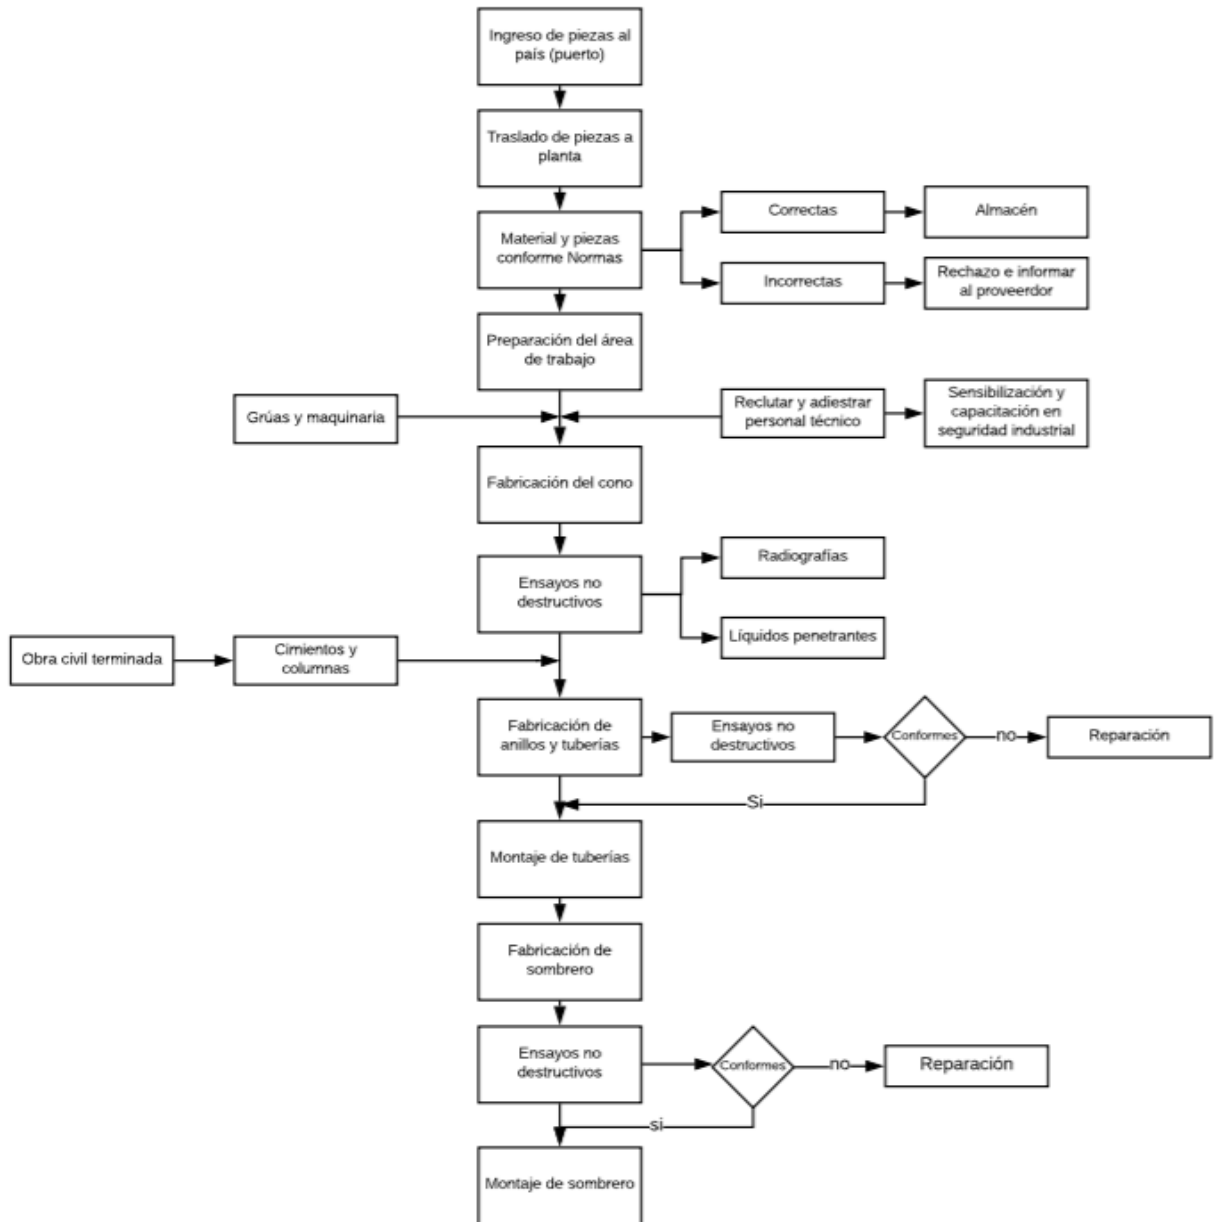 Ingreso de piezas al
país (puerto)
Traslado de piezas a
planta
Material y piezas
conforme Normas
Correctas
Almacén
Incorrectas
Rechazo e informar
al proveerdor
Preparación del área
de trabajo
Grúas y maquinaria
Reclutar y adiestrar
personal técnico
Sensibilización y
capacitación en
seguridad industrial
Fabricación del cono
Ensayos no
destructivos
Radiografías
Líquidos penetrantes
Obra civil terminada
Cimientos y
columnas
Fabricación de
anillos y tuberías
Ensayos no
destructivos
Conformes
no
Reparación
Si
Montaje de tuberías
Fabricación de
sombrero
Ensayos no
destructivos
Conformes
no
Reparación
si
Montaje de sombrero